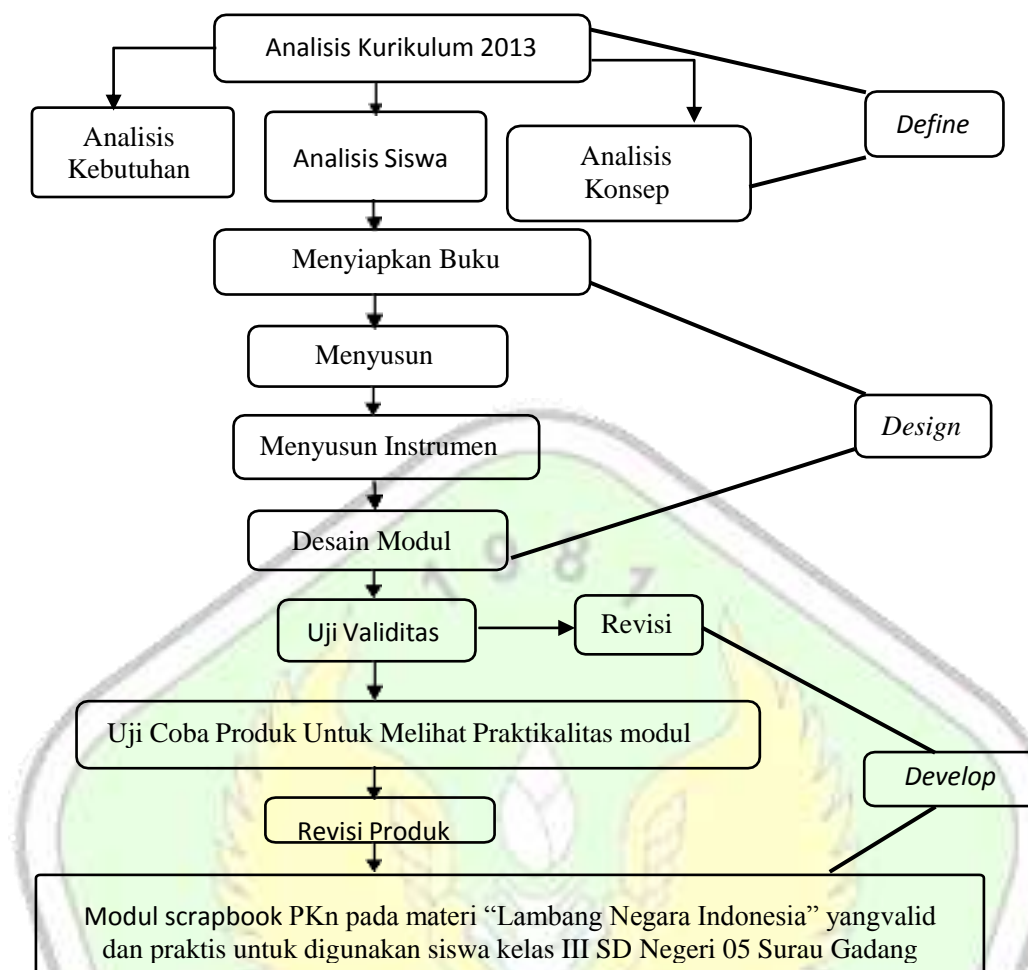 Analisis Kurikulum 2013
Analisis
Kebutuhan
Analisis Siswa
Analisis
Konsep
Define
Menyiapkan Buku
Menyusun
Menyusun Instrumen
Design
Desain Modul
1987
Uji Validitas
Revisi
Uji Coba Produk Untuk Melihat Praktikalitas modul
Develop
Revisi Produk
Modul scrapbook PKn pada materi “Lambang Negara Indonesia” yangvalid
dan praktis untuk digunakan siswa kelas III SD Negeri 05 Surau Gadang